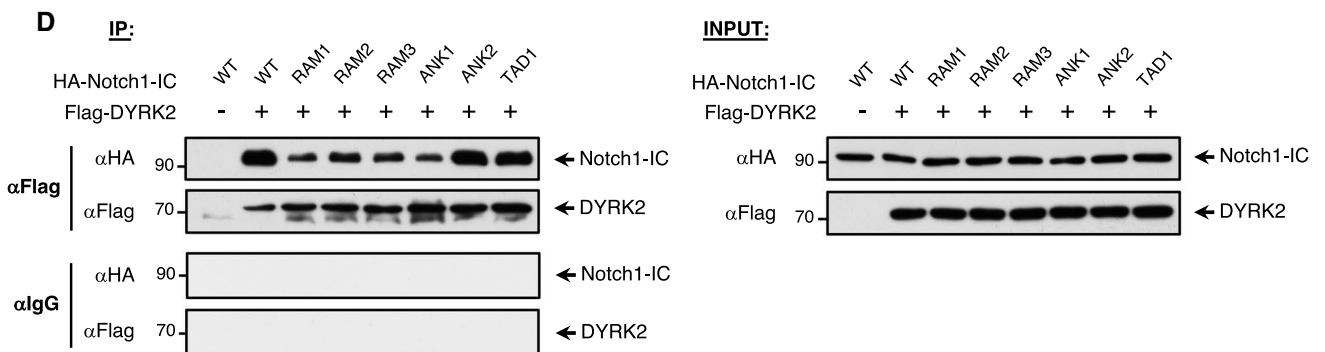 D
IP:
HA-Notch1-IC WT WT RAM1 RAM2 RAM3 ANK1 ANK2 TAD1
Flag-DYRK2 - + + + + + + +
αFlag
αHA 90 Notch1-IC
αFlag 70 DYRK2
αIgG
αHA 90 Notch1-IC
αFlag 70 DYRK2
INPUT:
HA-Notch1-IC WT WT RAM1 RAM2 RAM3 ANK1 ANK2 TAD1
Flag-DYRK2 - + + + + + + +
αHA 90 Notch1-IC
αFlag 70 DYRK2